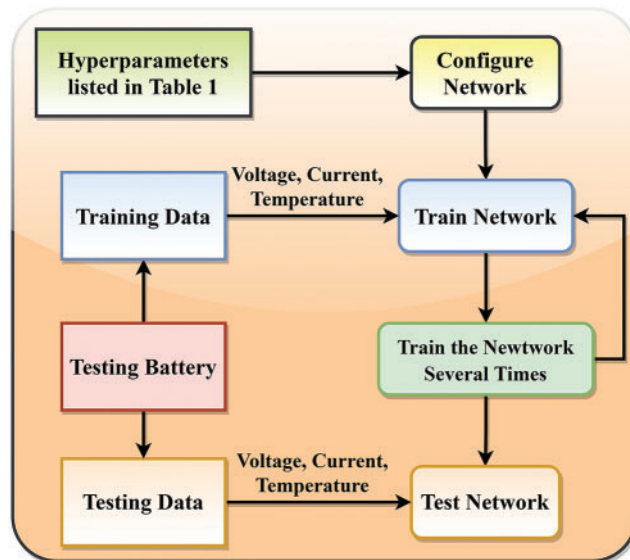 Hyperparameters
listed in Table 1
Configure
Network
Training Data
Voltage, Current,
Temperature
Train Network
Testing Battery
Train the Newtwork
Several Times
Testing Data
Voltage, Current,
Temperature
Test Network